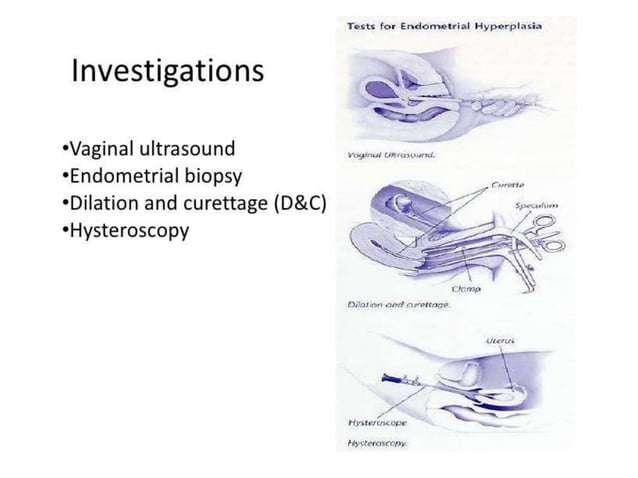 Investigations
•Vaginal ultrasound
•Endometrial biopsy
•Dilation and curettage (D&C)
•Hysteroscopy
Tests for Endometrial Hyperplasia
Vaginal Ultrasound.
Curette
Speculum
Clamp
Dilation and curettage.
Uterus
Hysteroscope
Hysteroscopy.